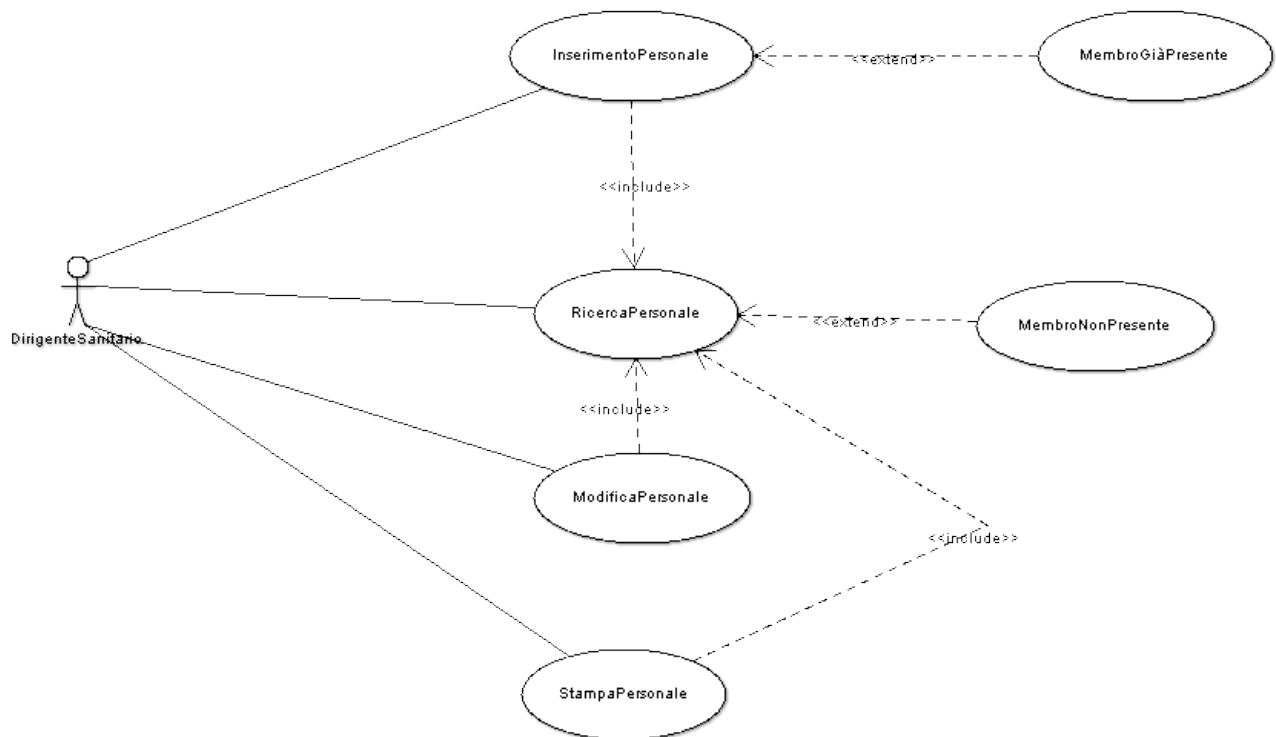 InserimentoPersonale
<<extend>>
MembroGiàPresente
<<include>>
DirigenteSanitario
RicercaPersonale
<<extend>>
MembroNonPresente
<<include>>
ModificaPersonale
<<include>>
StampaPersonale